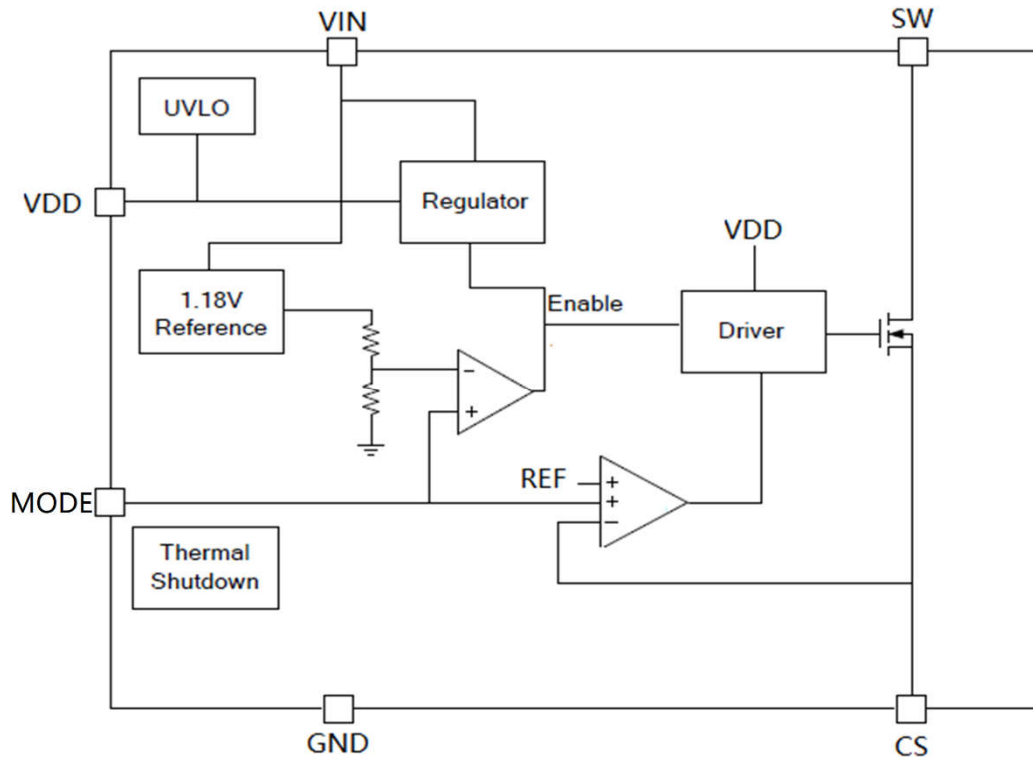 VIN
SW
UVLO
VDD
Regulator
VDD
1.18V
Reference
Enable
Driver
−
+
REF
+
+
−
MODE
Thermal
Shutdown
GND
CS